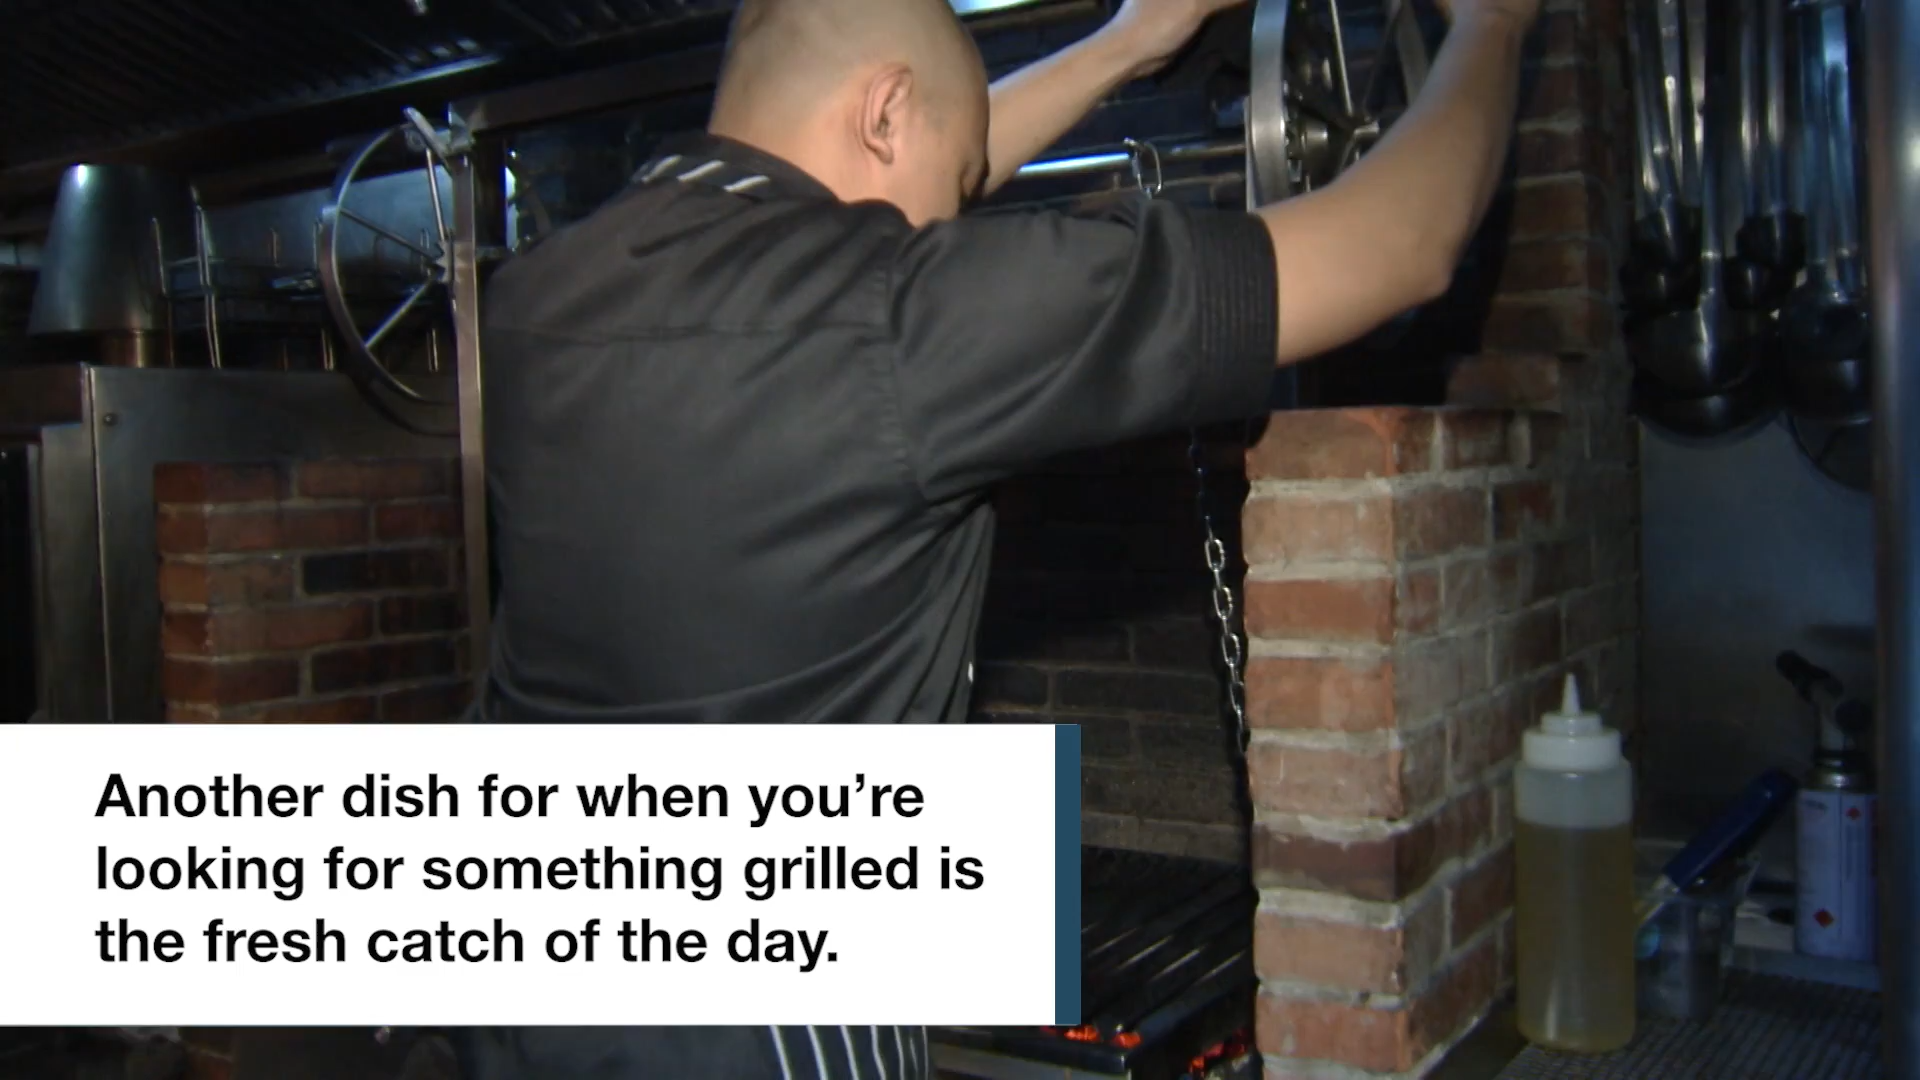 Another dish for when you’re
looking for something grilled is
the fresh catch of the day.